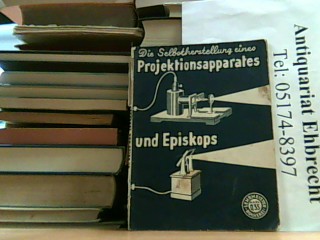 Die Selbstherstellung eines
Projektionsapparates
und Episkops
Antiquariat Ehbrecht
Tel: 05174-8397